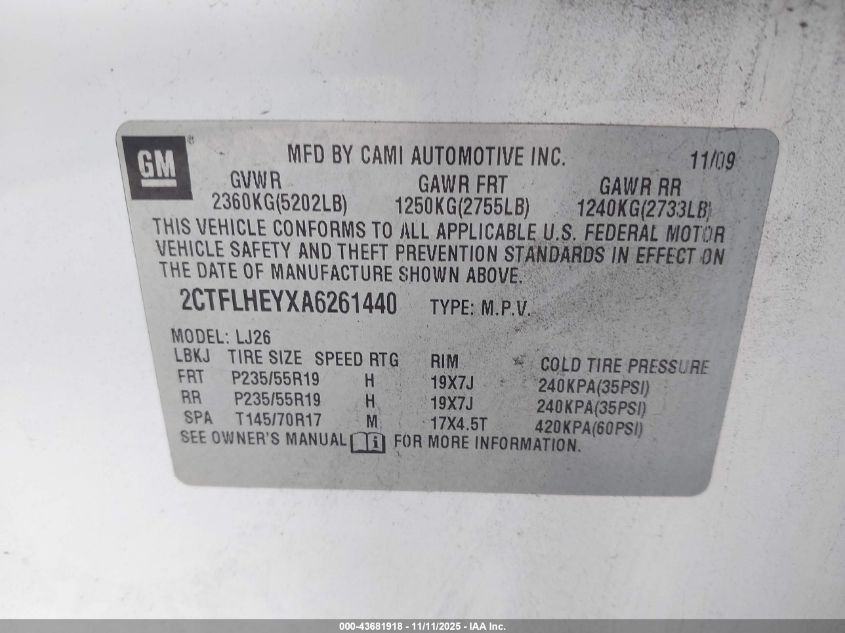 GM ®
MFD BY CAMI AUTOMOTIVE INC. 11/09
GVWR GAWR FRT GAWR RR
2360KG(5202LB) 1250KG(2755LB) 1240KG(2733LB)
THIS VEHICLE CONFORMS TO ALL APPLICABLE U.S. FEDERAL MOTOR
VEHICLE SAFETY AND THEFT PREVENTION STANDARDS IN EFFECT ON
THE DATE OF MANUFACTURE SHOWN ABOVE.
2CTFLHEYXA6261440 TYPE: M.P.V.
MODEL: LJ26
LBKJ TIRE SIZE SPEED RTG RIM COLD TIRE PRESSURE
FRT P235/55R19 H 19X7J 240KPA(35PSI)
RR P235/55R19 H 19X7J 240KPA(35PSI)
SPA T145/70R17 M 17X4.5T 420KPA(60PSI)
SEE OWNER'S MANUAL i FOR MORE INFORMATION.
000-43681918 - 11/11/2025 - IAA Inc.